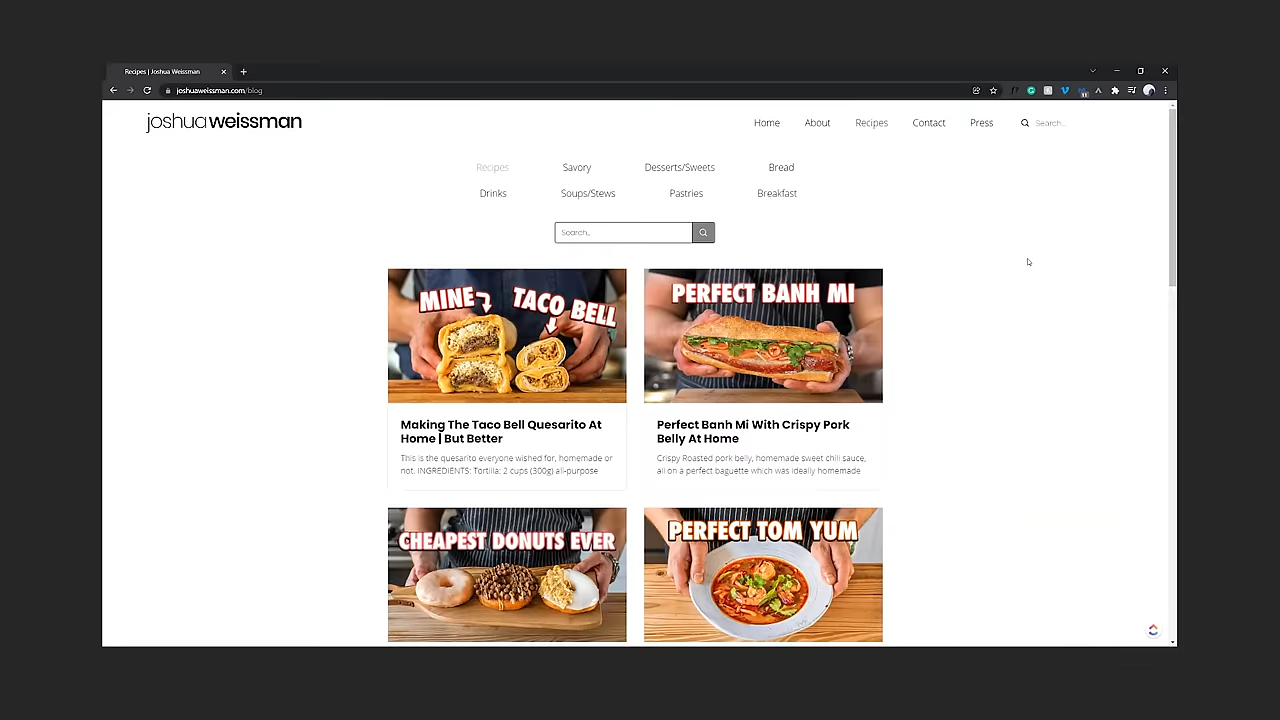 Recipes | Joshua Weissman
joshuaweissman.com/blog
joshuaweissman
Home About Recipes Contact Press Search...
Recipes Savory Desserts/Sweets Bread
Drinks Soups/Stews Pastries Breakfast
Search...
MINE TACO BELL
PERFECT BANH MI
Making The Taco Bell Quesarito At
Home | But Better
This is the quesarito everyone wished for, homemade or
not. INGREDIENTS: Tortilla: 2 cups (300g) all-purpose
Perfect Banh Mi With Crispy Pork
Belly At Home
Crispy Roasted pork belly, homemade sweet chili sauce,
all on a perfect baguette which was ideally homemade
CHEAPEST DONUTS EVER
PERFECT TOM YUM